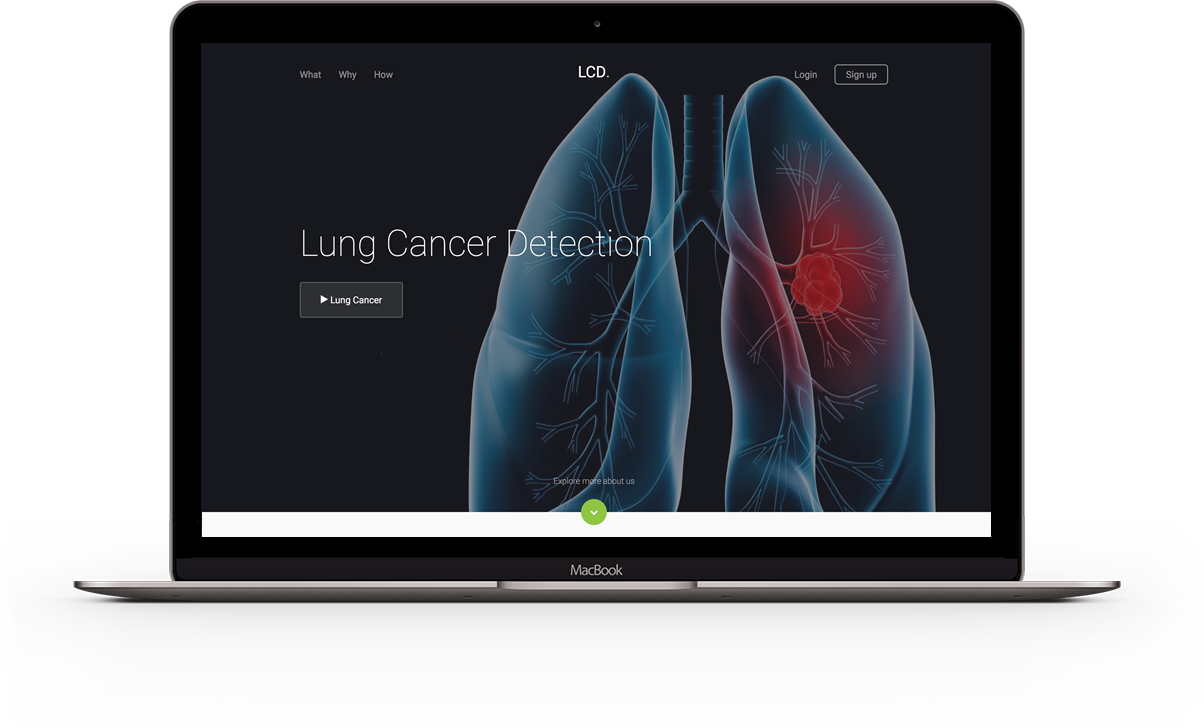 What Why How LCD. Login Sign up
Lung Cancer Detection
Lung Cancer
Explore more about us
MacBook